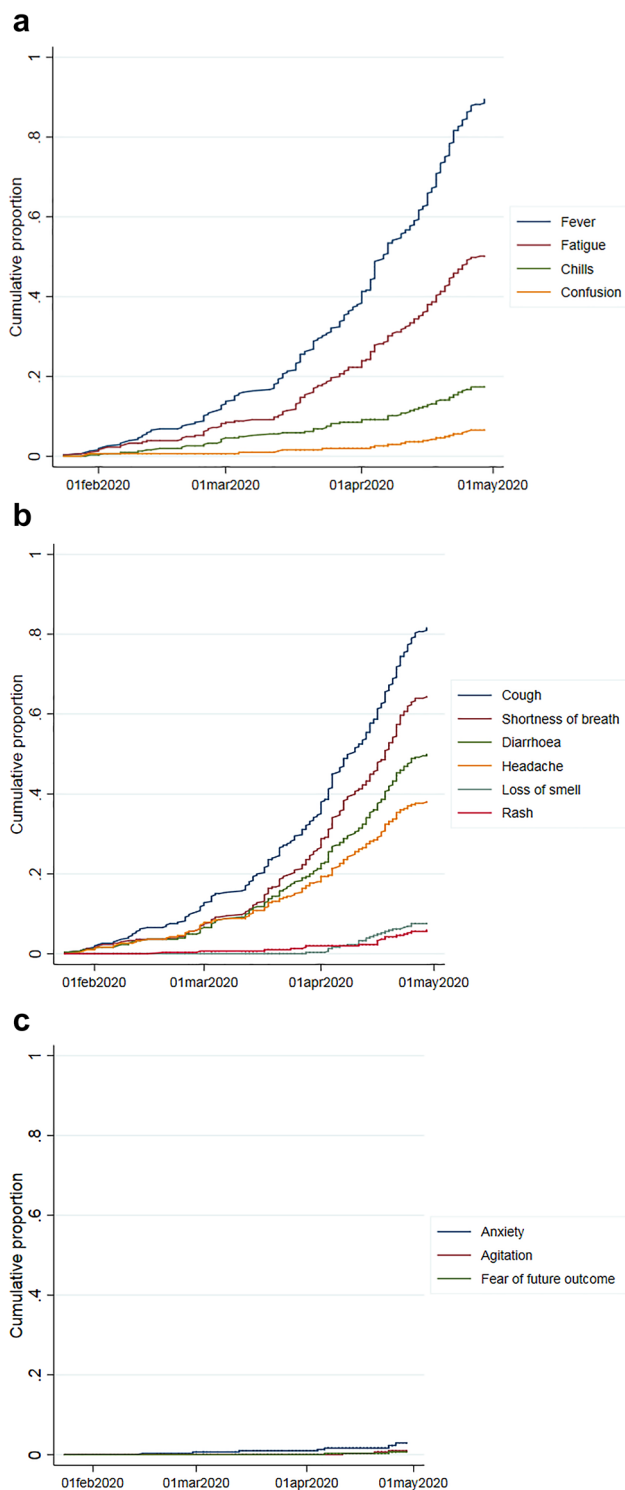 a
Cumulative proportion
1
.8
.6
.4
.2
0
01feb2020 01mar2020 01apr2020 01may2020
Fever
Fatigue
Chills
Confusion
b
Cumulative proportion
1
.8
.6
.4
.2
0
01feb2020 01mar2020 01apr2020 01may2020
Cough
Shortness of breath
Diarrhoea
Headache
Loss of smell
Rash
c
Cumulative proportion
1
.8
.6
.4
.2
0
01feb2020 01mar2020 01apr2020 01may2020
Anxiety
Agitation
Fear of future outcome